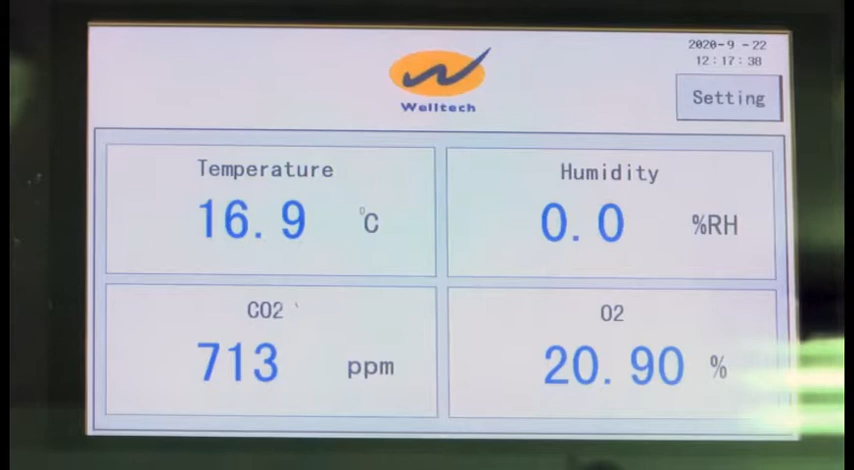 2020-9 -22
12:17:38
Welltech
Setting
Temperature
16.9 °C
Humidity
0.0 %RH
CO2
713 ppm
O2
20.90 %